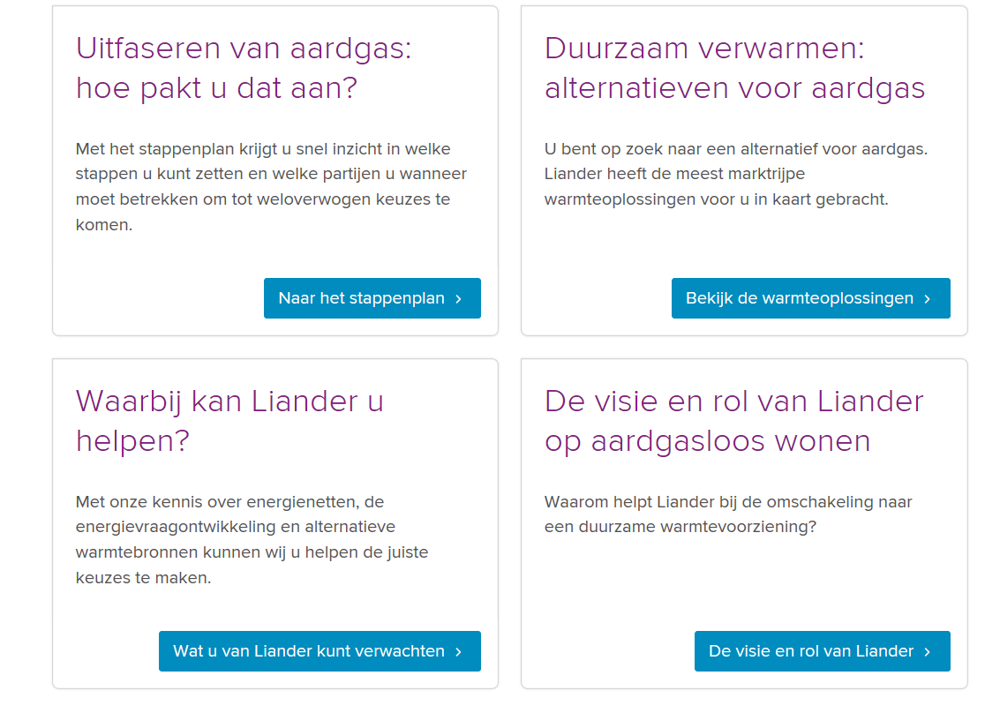 Uitfaseren van aardgas:
hoe pakt u dat aan?
Met het stappenplan krijgt u snel inzicht in welke
stappen u kunt zetten en welke partijen u wanneer
moet betrekken om tot weloverwogen keuzes te
komen.
Naar het stappenplan ›
Duurzaam verwarmen:
alternatieven voor aardgas
U bent op zoek naar een alternatief voor aardgas.
Liander heeft de meest marktrijpe
warmteoplossingen voor u in kaart gebracht.
Bekijk de warmteoplossingen ›
Waarbij kan Liander u
helpen?
Met onze kennis over energienetten, de
energievraagontwikkeling en alternatieve
warmtebronnen kunnen wij u helpen de juiste
keuzes te maken.
Wat u van Liander kunt verwachten ›
De visie en rol van Liander
op aardgasloos wonen
Waarom helpt Liander bij de omschakeling naar
een duurzame warmtevoorziening?
De visie en rol van Liander ›